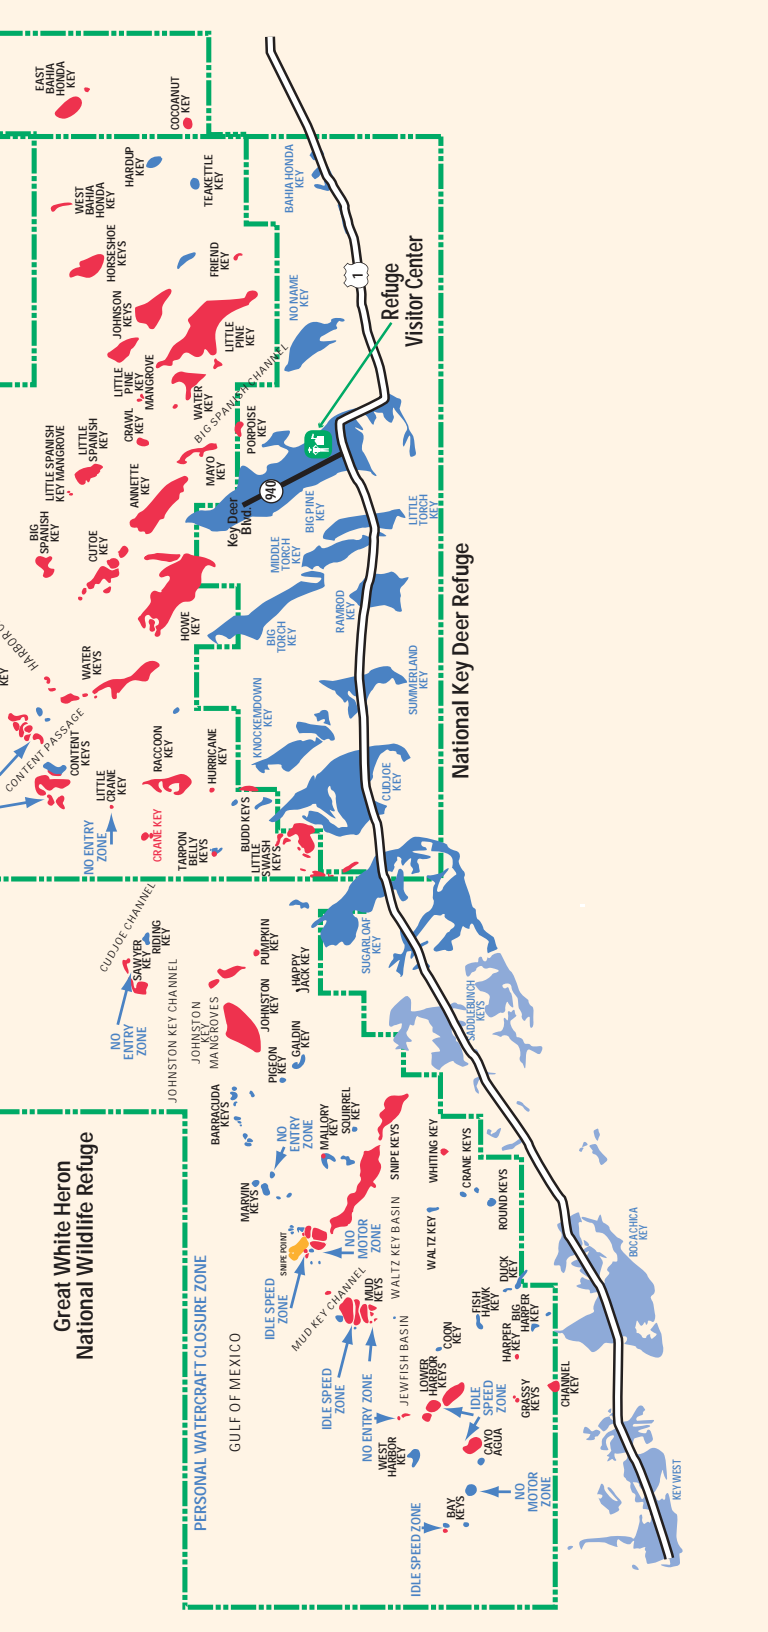 EAST
BAHIA
HONDA
KEY
COCOANUT
KEY
HARDUP
KEY
TEAKETTLE
KEY
WEST
BAHIA
HONDA
KEY
BAHIA HONDA
KEY
HORSESHOE
KEYS
FRIEND
KEY
1
Refuge
Visitor Center
JOHNSON
KEYS
NO NAME
KEY
LITTLE
PINE
KEY
LITTLE
PINE
KEY
MANGROVE
WATER
KEY
BIG SPANISH CHANNEL
CRAWL
KEY
LITTLE
SPANISH
KEY
LITTLE SPANISH
KEY MANGROVE
PORPOISE
KEY
MAYO
KEY
ANNETTE
KEY
940
Key Deer
Blvd.
BIG PINE
KEY
LITTLE
TORCH
KEY
BIG
SPANISH
KEY
CUTOE
KEY
MIDDLE
TORCH
KEY
National Key Deer Refuge
HOWE
KEY
BIG
TORCH
KEY
RAMROD
KEY
HARBOR C
KEY
WATER
KEYS
SUMMERLAND
KEY
KNOCKEMDOWN
KEY
CONTENT PASSAGE
CONTENT
KEYS
RACCOON
KEY
HURRICANE
KEY
LITTLE
CRANE
KEY
CUDJOE
KEY
NO ENTRY
ZONE
CRANE KEY
TARPON
BELLY
KEYS
BUDD KEYS
LITTLE
SWASH
KEYS
CUDJOE CHANNEL
SAWYER
KEY
RIDING
KEY
PUMPKIN
KEY
HAPPY
JACK KEY
SUGARLOAF
KEY
NO
ENTRY
ZONE
JOHNSTON KEY CHANNEL
JOHNSTON
KEY
MANGROVES
JOHNSTON
KEY
GALDIN
KEY
PIGEON
KEY
SADDLEBUNCH
KEYS
BARRACUDA
KEYS
NO
ENTRY
ZONE
MALLORY
KEY
SQUIRREL
KEY
SNIPE KEYS
WHITING KEY
CRANE KEYS
ROUND KEYS
Great White Heron
National Wildlife Refuge
MARVIN
KEYS
SNIPE POINT
NO
MOTOR
ZONE
WALTZ KEY BASIN
WALTZ KEY
BOCA CHICA
KEY
PERSONAL WATERCRAFT CLOSURE ZONE
GULF OF MEXICO
IDLE SPEED
ZONE
MUD KEY CHANNEL
MUD
KEYS
DUCK
KEY
FISH
HAWK
KEY
BIG
HARPER
KEY
HARPER
KEY
COON
KEY
JEWFISH BASIN
LOWER
HARBOR
KEYS
IDLE SPEED
ZONE
NO ENTRY ZONE
IDLE
SPEED
ZONE
GRASSY
KEYS
CHANNEL
KEY
WEST
HARBOR
KEY
CAYO
AGUA
KEY WEST
NO
MOTOR
ZONE
BAY
KEYS
IDLE SPEED ZONE